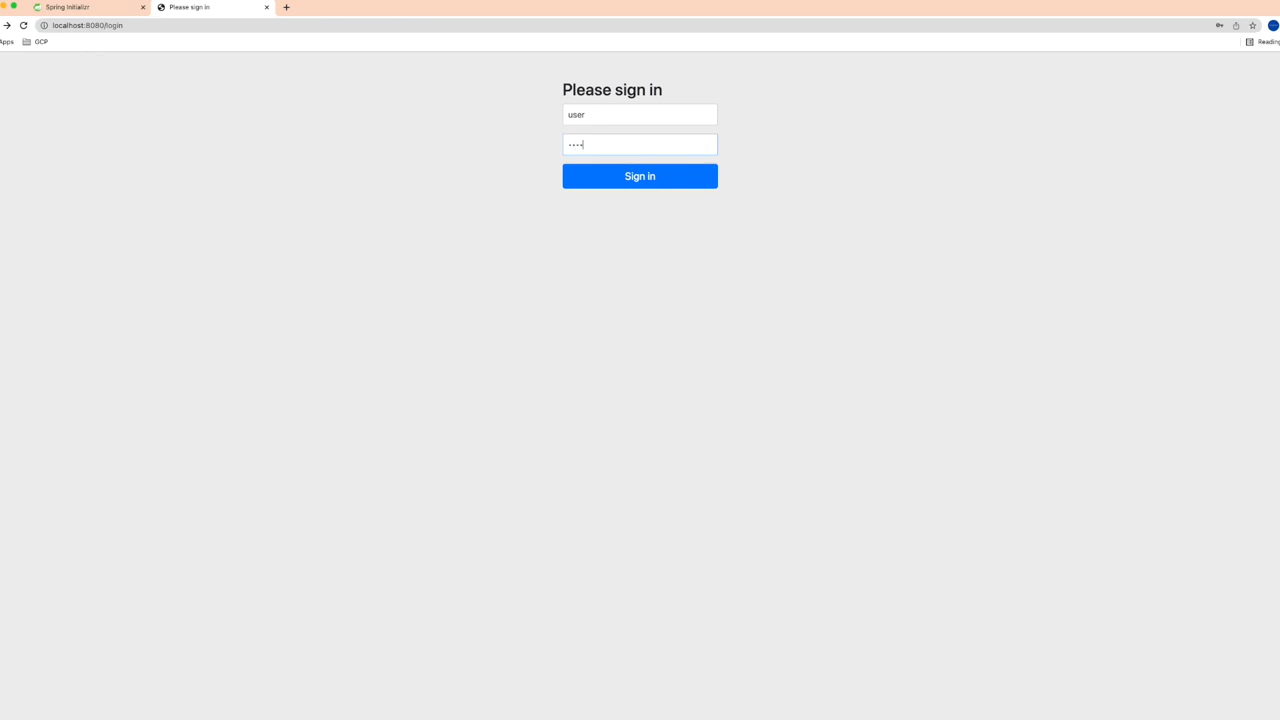 Spring Initializr
Please sign in
localhost:8080/login
Apps
GCP
Reading
Please sign in
user
Sign in